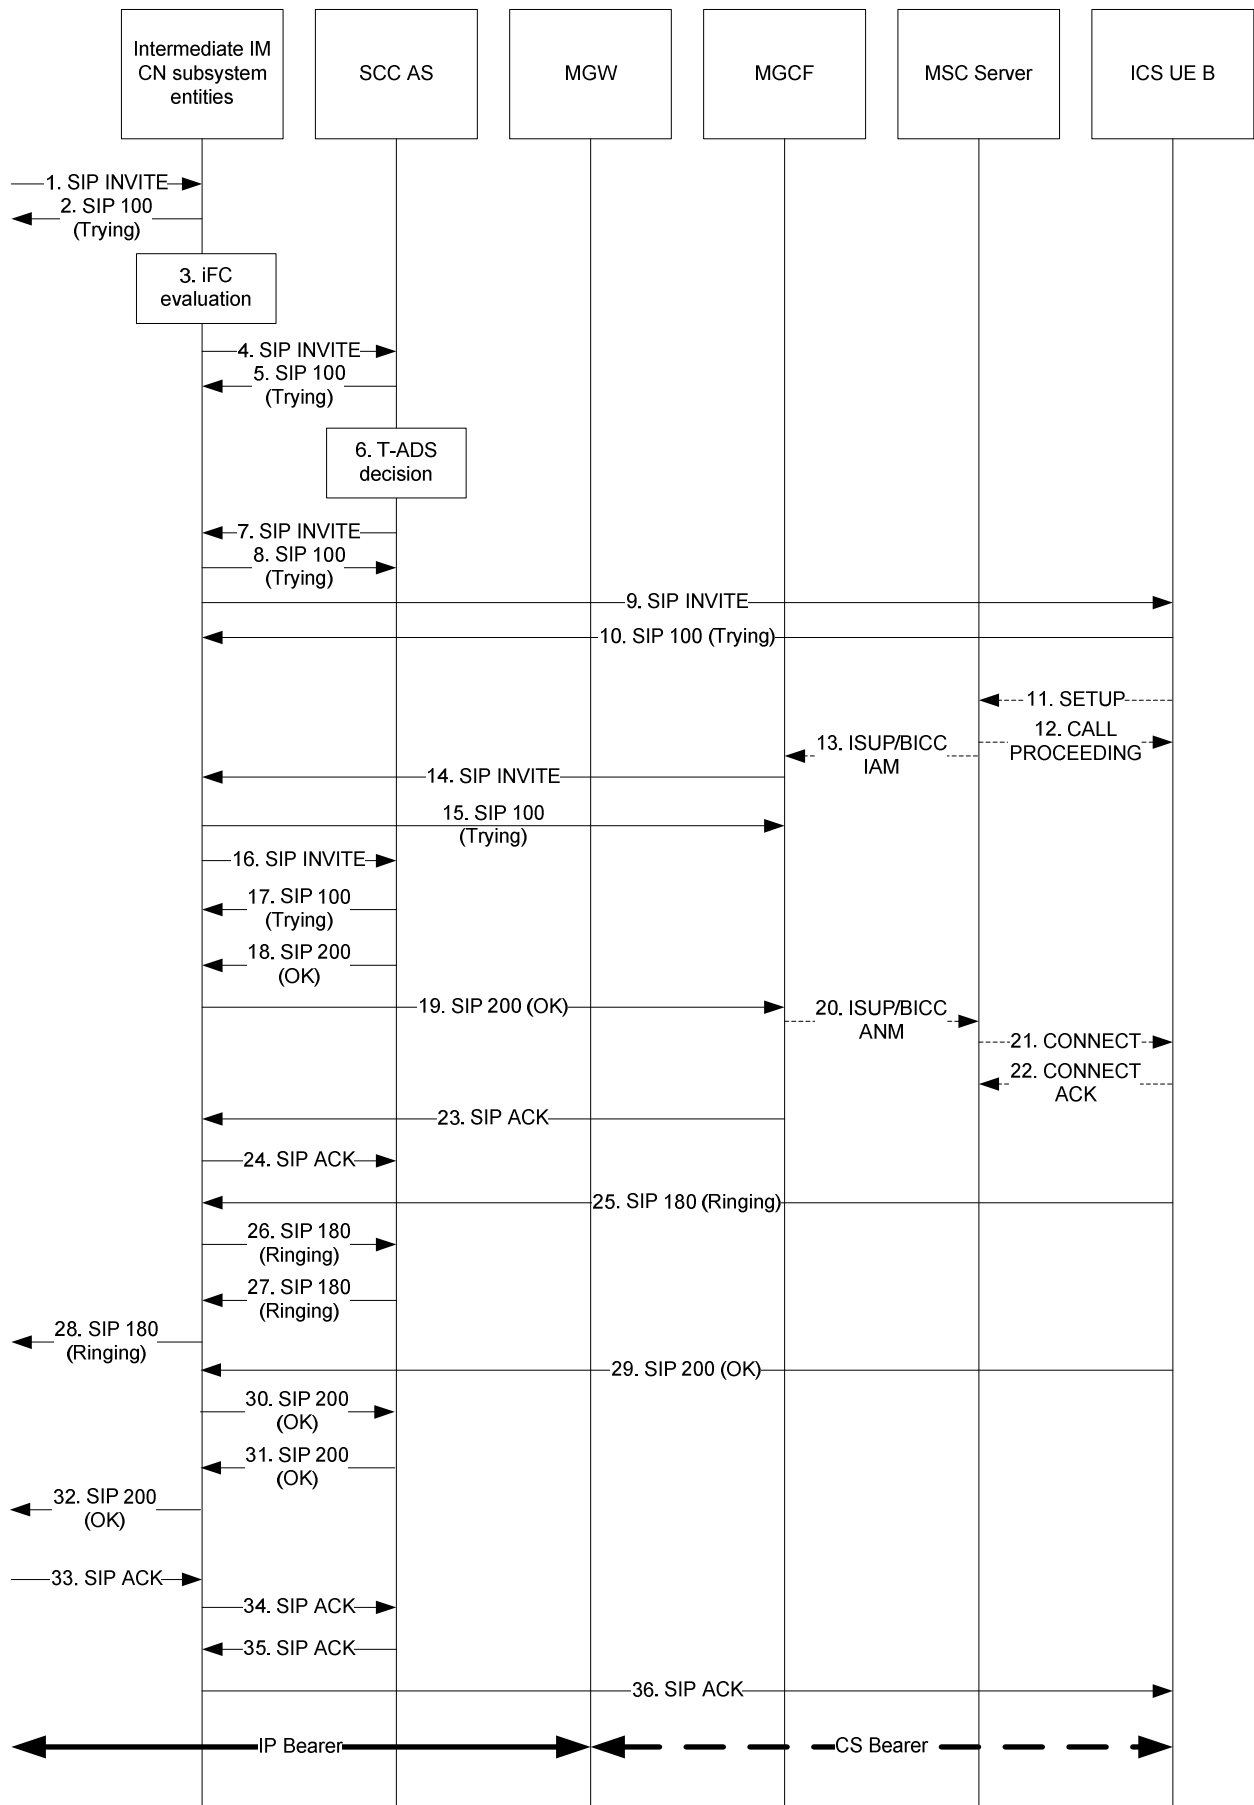 Intermediate IM
CN subsystem
entities
SCC AS
MGW
MGCF
MSC Server
ICS UE B
1. SIP INVITE
2. SIP 100
(Trying)
3. iFC
evaluation
4. SIP INVITE
5. SIP 100
(Trying)
6. T-ADS
decision
7. SIP INVITE
8. SIP 100
(Trying)
9. SIP INVITE
10. SIP 100 (Trying)
11. SETUP
12. CALL
PROCEEDING
13. ISUP/BICC
IAM
14. SIP INVITE
15. SIP 100
(Trying)
16. SIP INVITE
17. SIP 100
(Trying)
18. SIP 200
(OK)
19. SIP 200 (OK)
20. ISUP/BICC
ANM
21. CONNECT
22. CONNECT
ACK
23. SIP ACK
24. SIP ACK
25. SIP 180 (Ringing)
26. SIP 180
(Ringing)
27. SIP 180
(Ringing)
28. SIP 180
(Ringing)
29. SIP 200 (OK)
30. SIP 200
(OK)
31. SIP 200
(OK)
32. SIP 200
(OK)
33. SIP ACK
34. SIP ACK
35. SIP ACK
36. SIP ACK
IP Bearer
CS Bearer